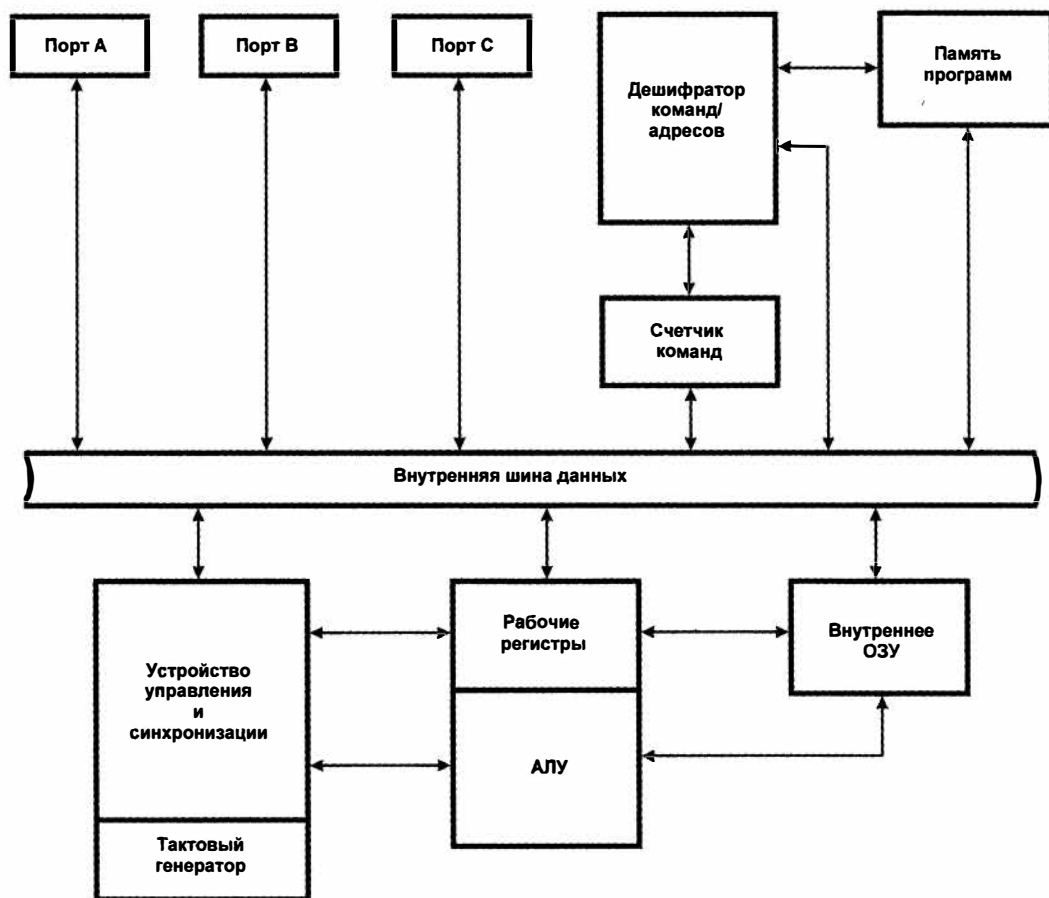 Порт A
Порт B
Порт C
Дешифратор
команд/
адресов
Память
программ
Счетчик
команд
Внутренняя шина данных
Устройство
управления
и
синхронизации
Тактовый
генератор
Рабочие
регистры
АЛУ
Внутреннее
ОЗУ